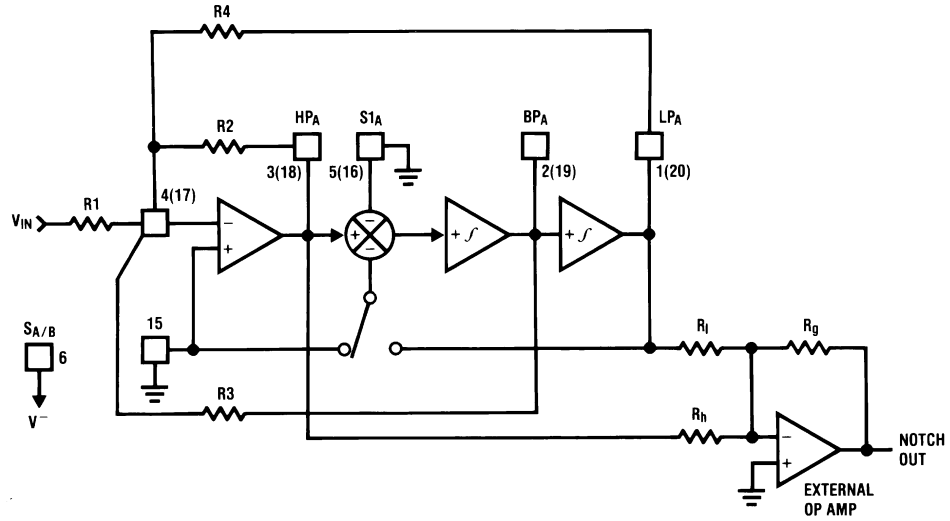 R4
HPA
S1A
BPA
LPA
R2
3(18)
5(16)
2(19)
1(20)
4(17)
R1
VIN
−
+
+
−
−
+ ∫
+ ∫
SA/B
6
V−
15
R3
Rl
Rg
Rh
−
+
NOTCH
OUT
EXTERNAL
OP AMP